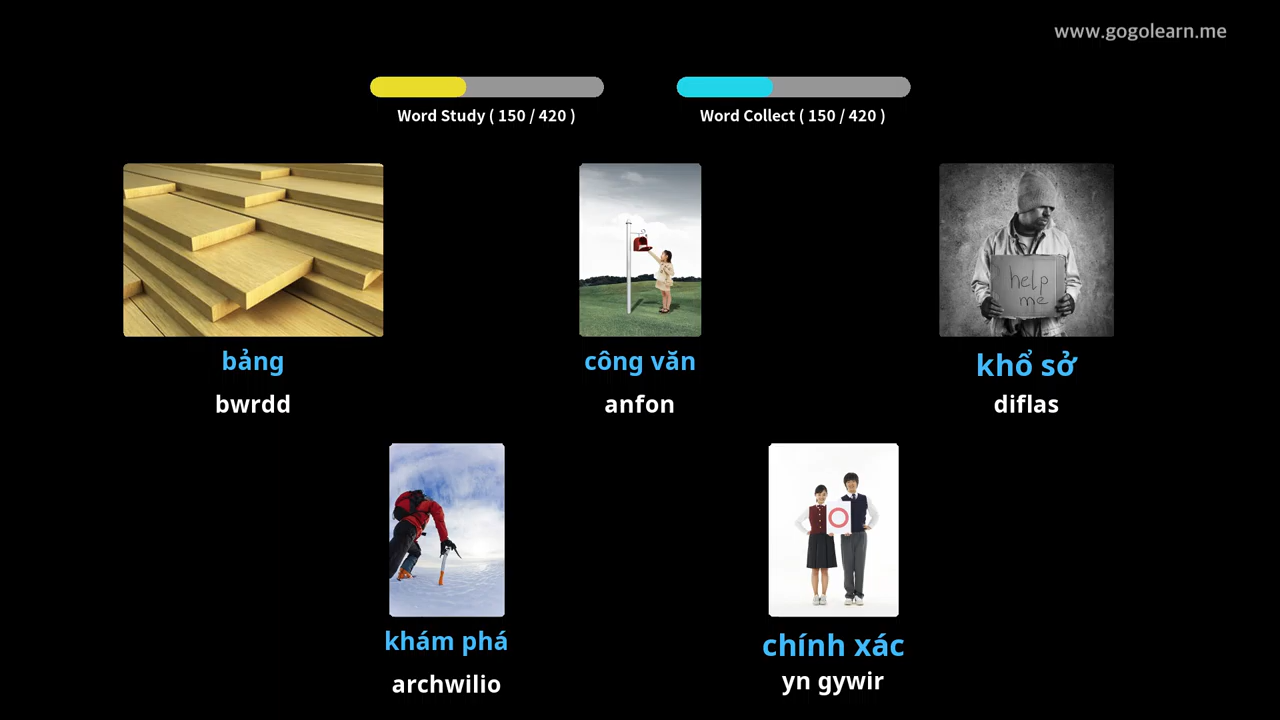 www.gogolearn.me
Word Study ( 150 / 420 )
Word Collect ( 150 / 420 )
help
me
bảng
bwrdd
công văn
anfon
khổ sở
diflas
khám phá
archwilio
chính xác
yn gywir